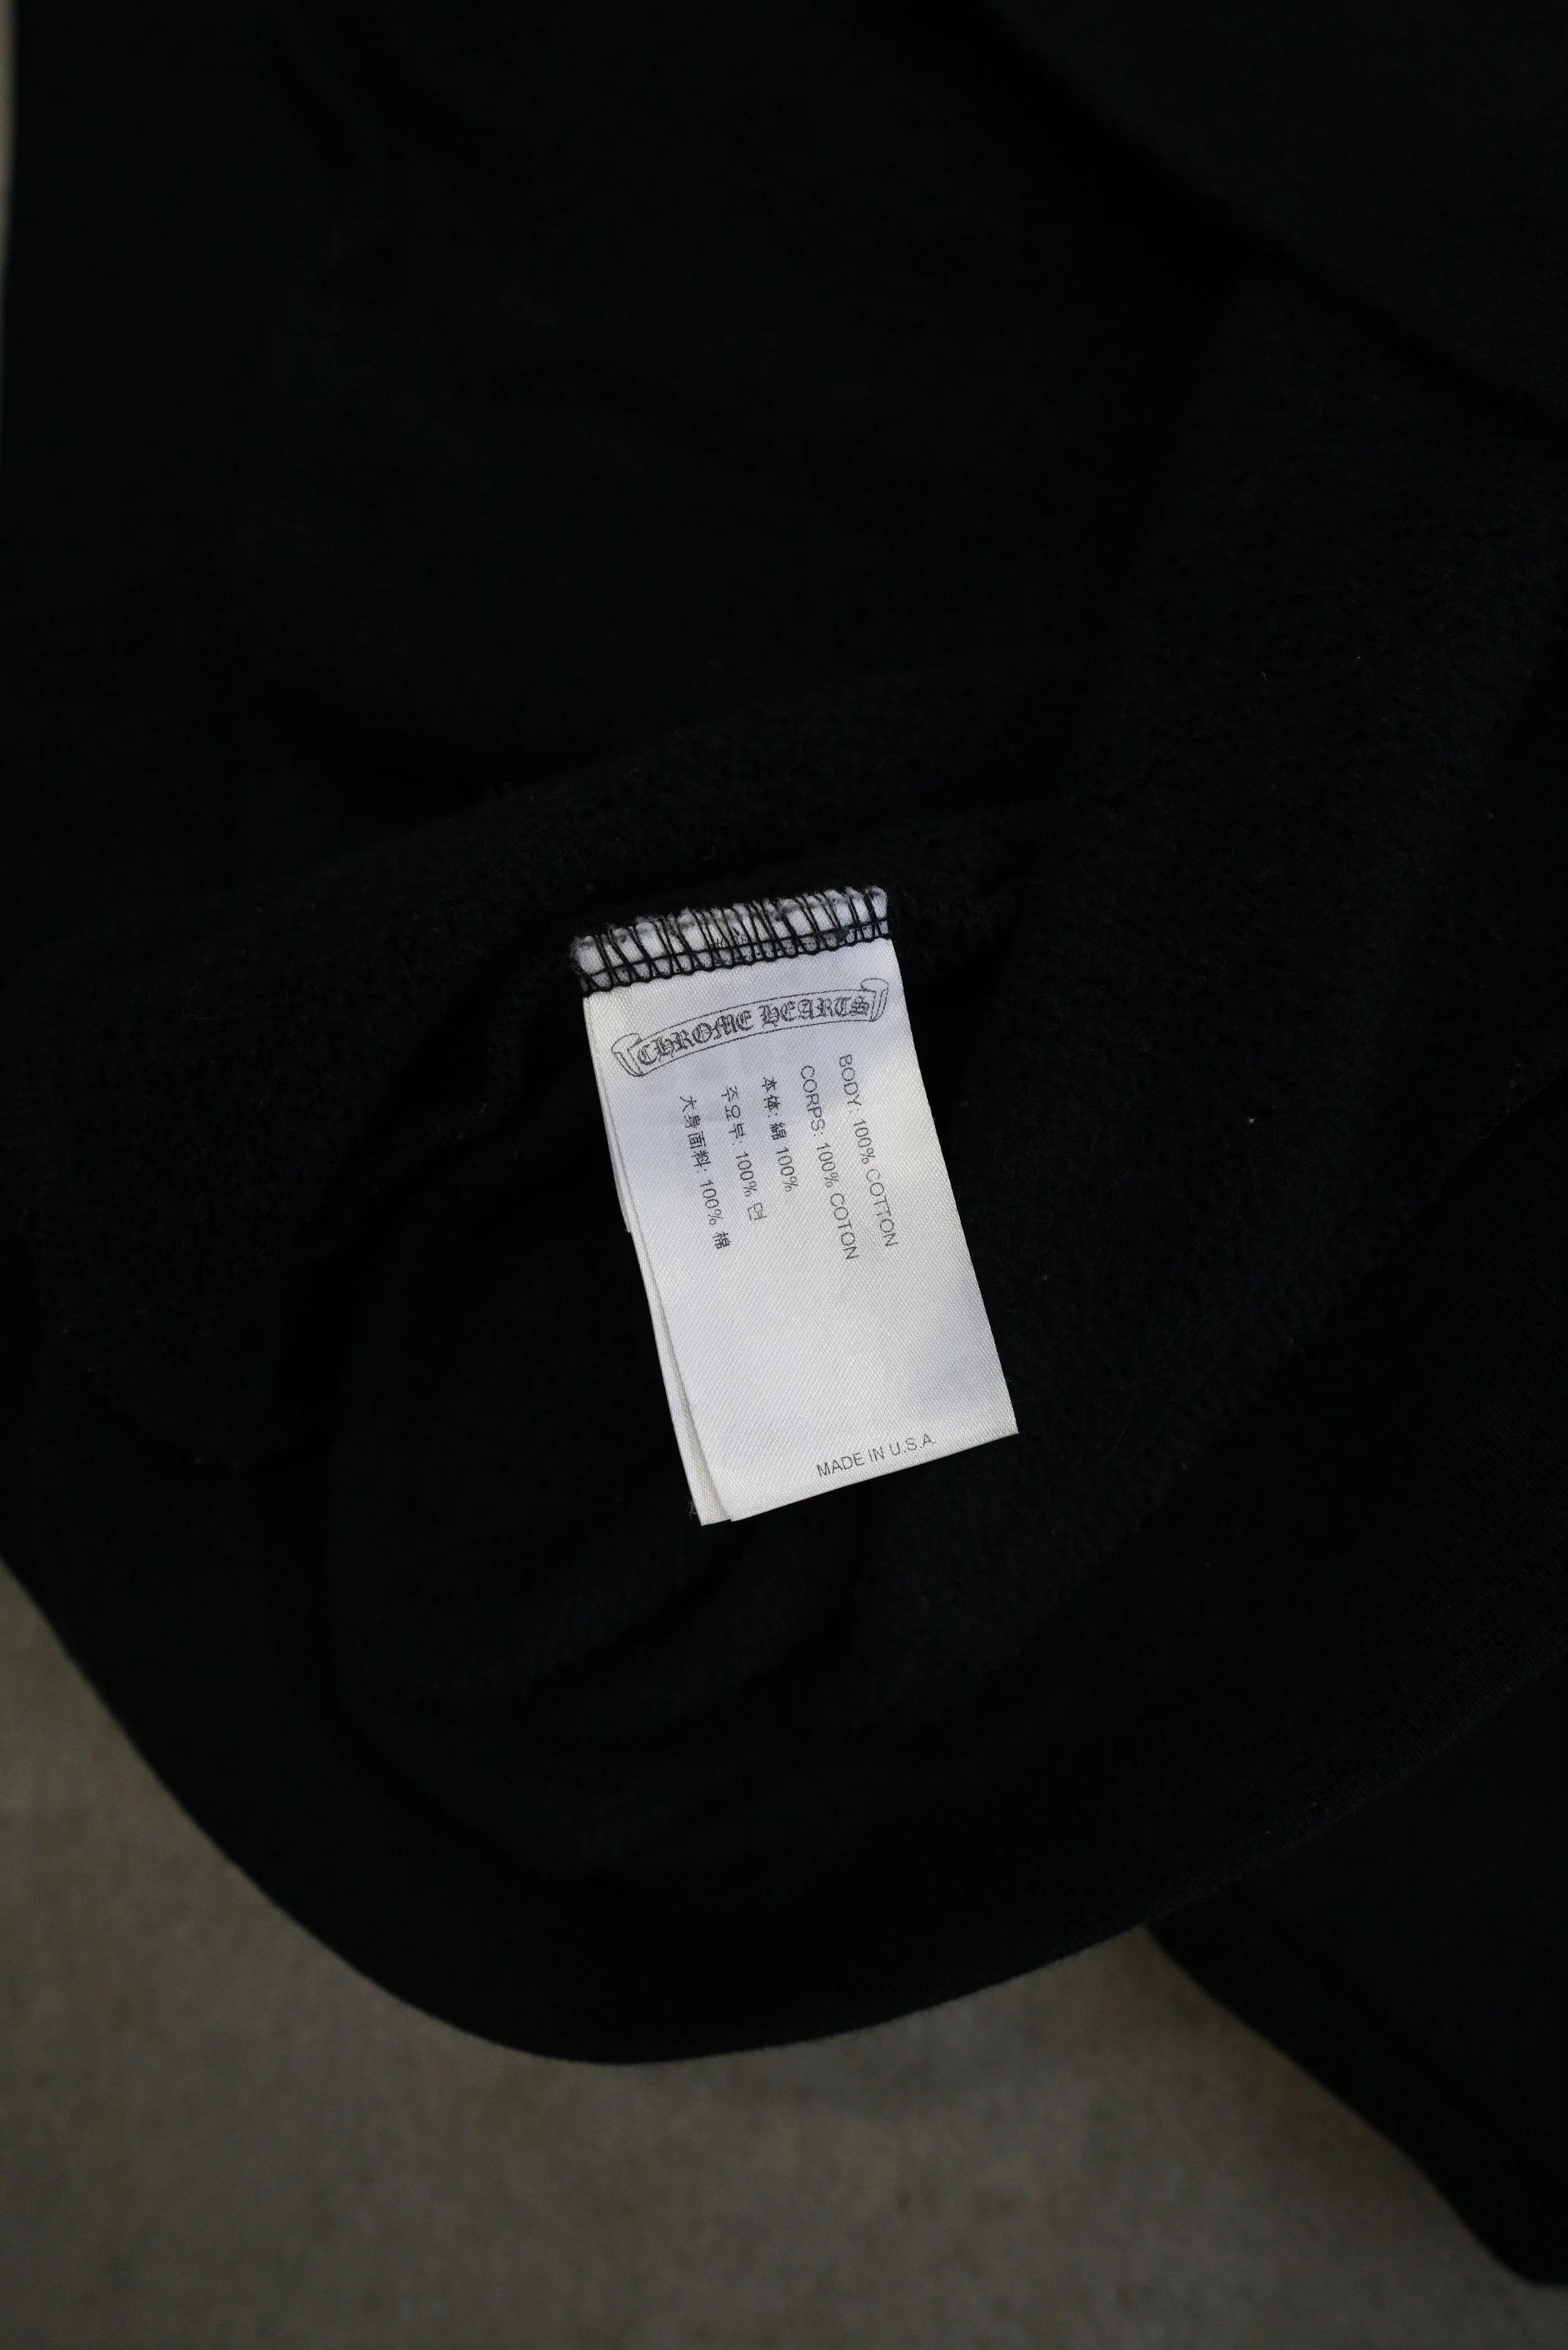 CHROME HEARTS
BODY: 100% COTTON
CORPS: 100% COTON
本体: 綿 100%
주요부: 100% 면
大身面料: 100% 棉
MADE IN U.S.A.